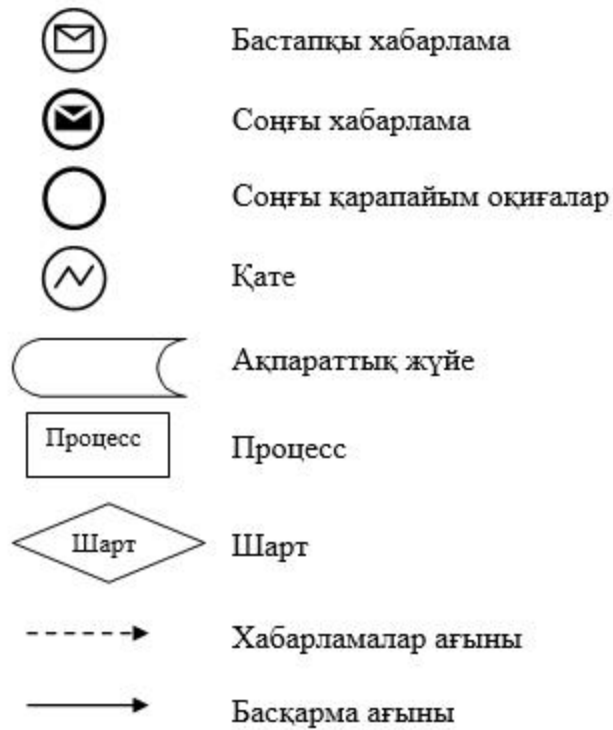 Бастапқы хабарлама
Соңғы хабарлама
Соңғы қарапайым оқиғалар
Қате
Ақпараттық жүйе
Процесс
Процесс
Шарт
Шарт
Хабарламалар ағыны
Басқарма ағыны